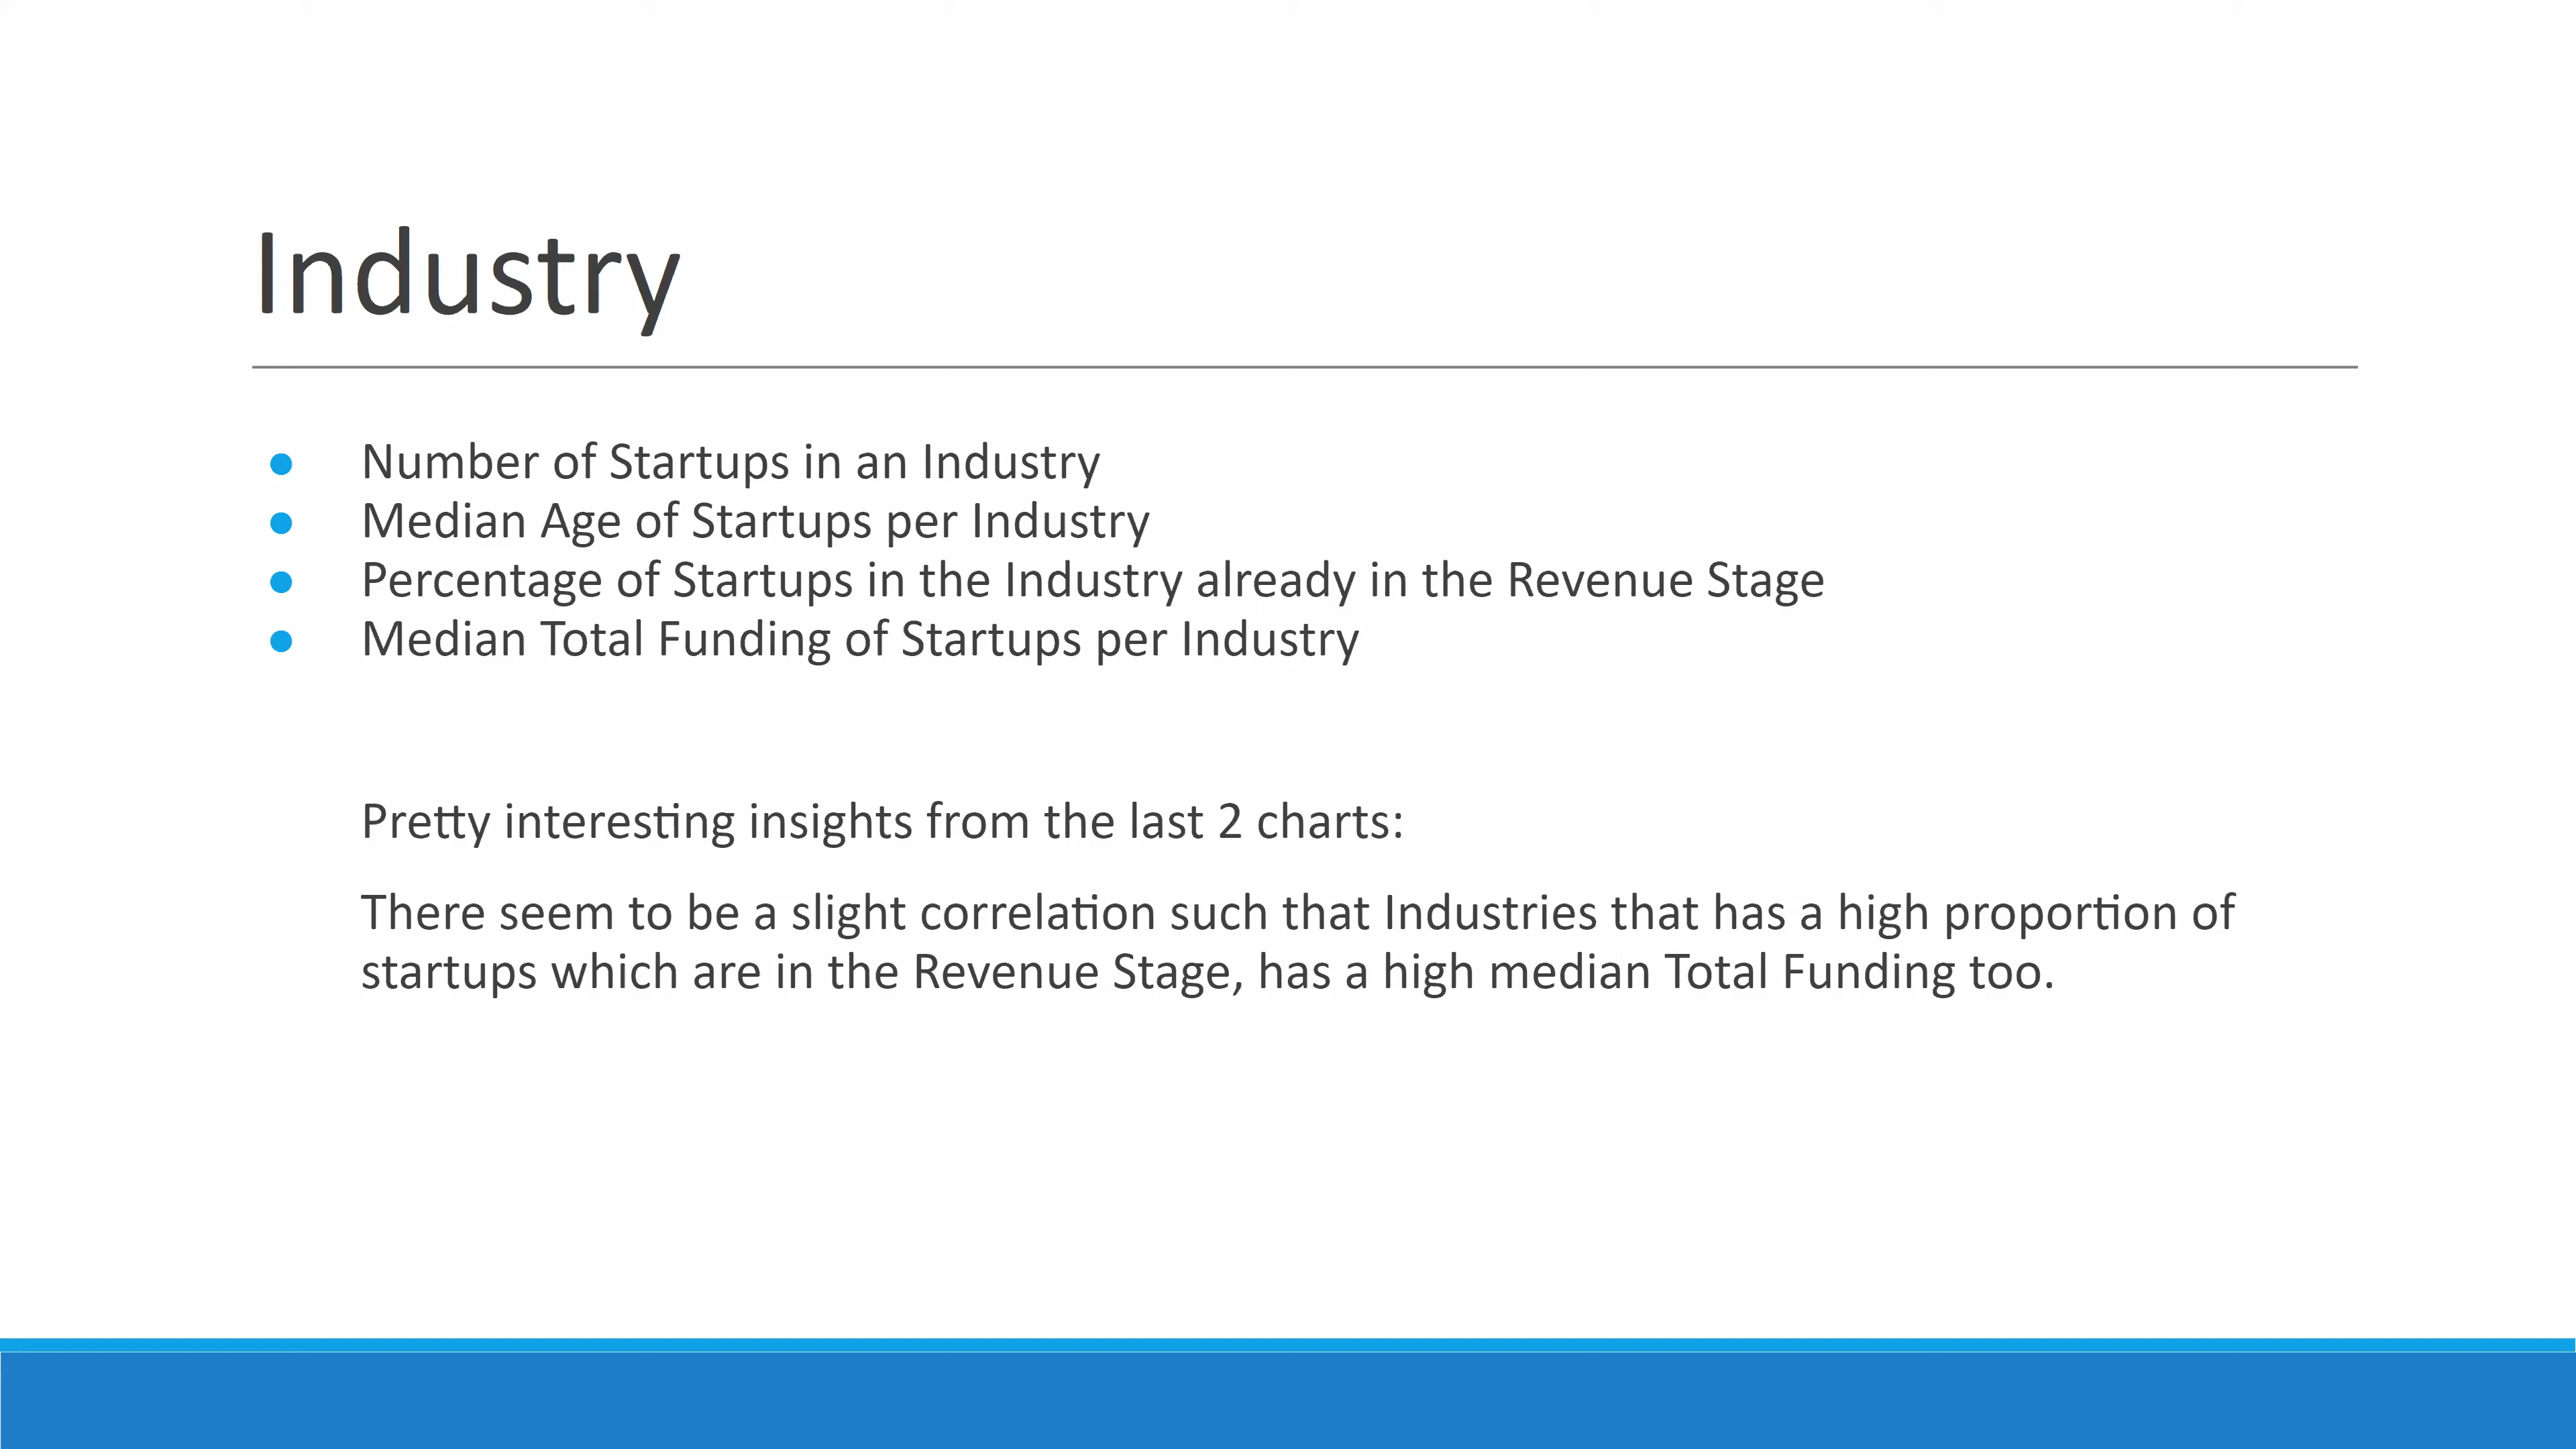 Industry
● Number of Startups in an Industry
● Median Age of Startups per Industry
● Percentage of Startups in the Industry already in the Revenue Stage
● Median Total Funding of Startups per Industry
Pretty interesting insights from the last 2 charts:
There seem to be a slight correlation such that Industries that has a high proportion of
startups which are in the Revenue Stage, has a high median Total Funding too.